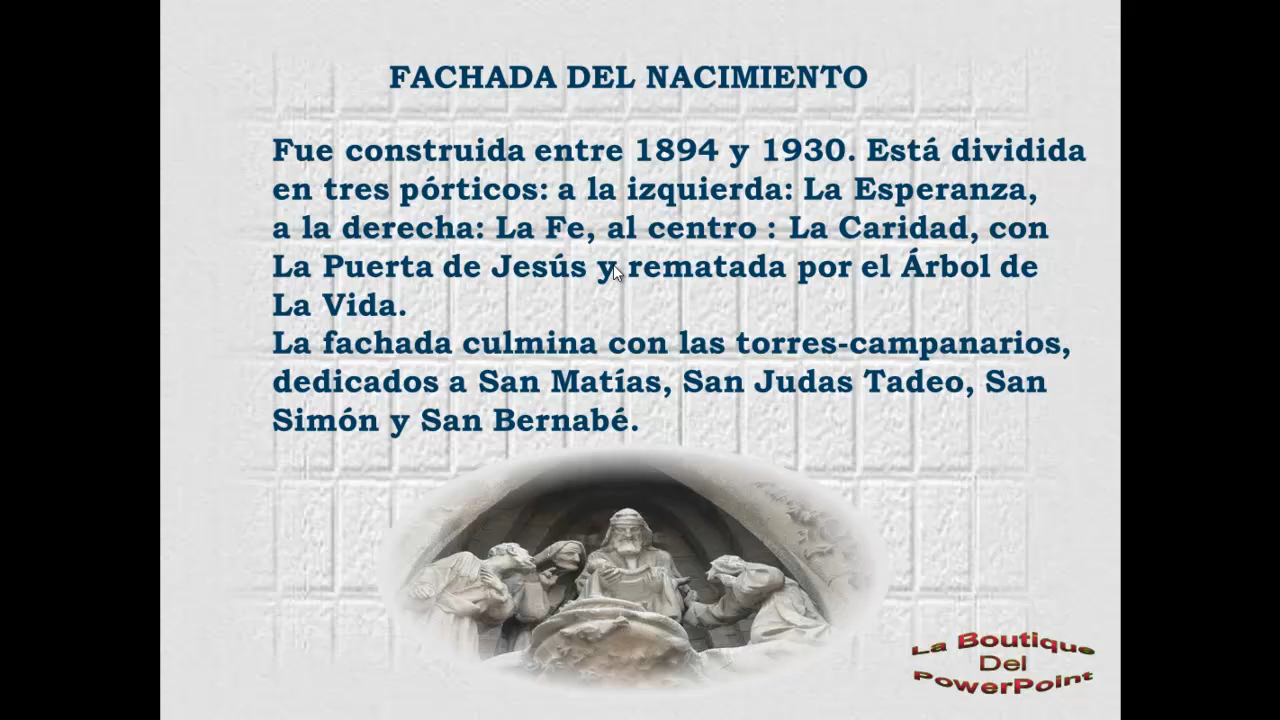 FACHADA DEL NACIMIENTO
Fue construida entre 1894 y 1930. Está dividida
en tres pórticos: a la izquierda: La Esperanza,
a la derecha: La Fe, al centro : La Caridad, con
La Puerta de Jesús y rematada por el Árbol de
La Vida.
La fachada culmina con las torres-campanarios,
dedicados a San Matías, San Judas Tadeo, San
Simón y San Bernabé.
La Boutique
Del
PowerPoint